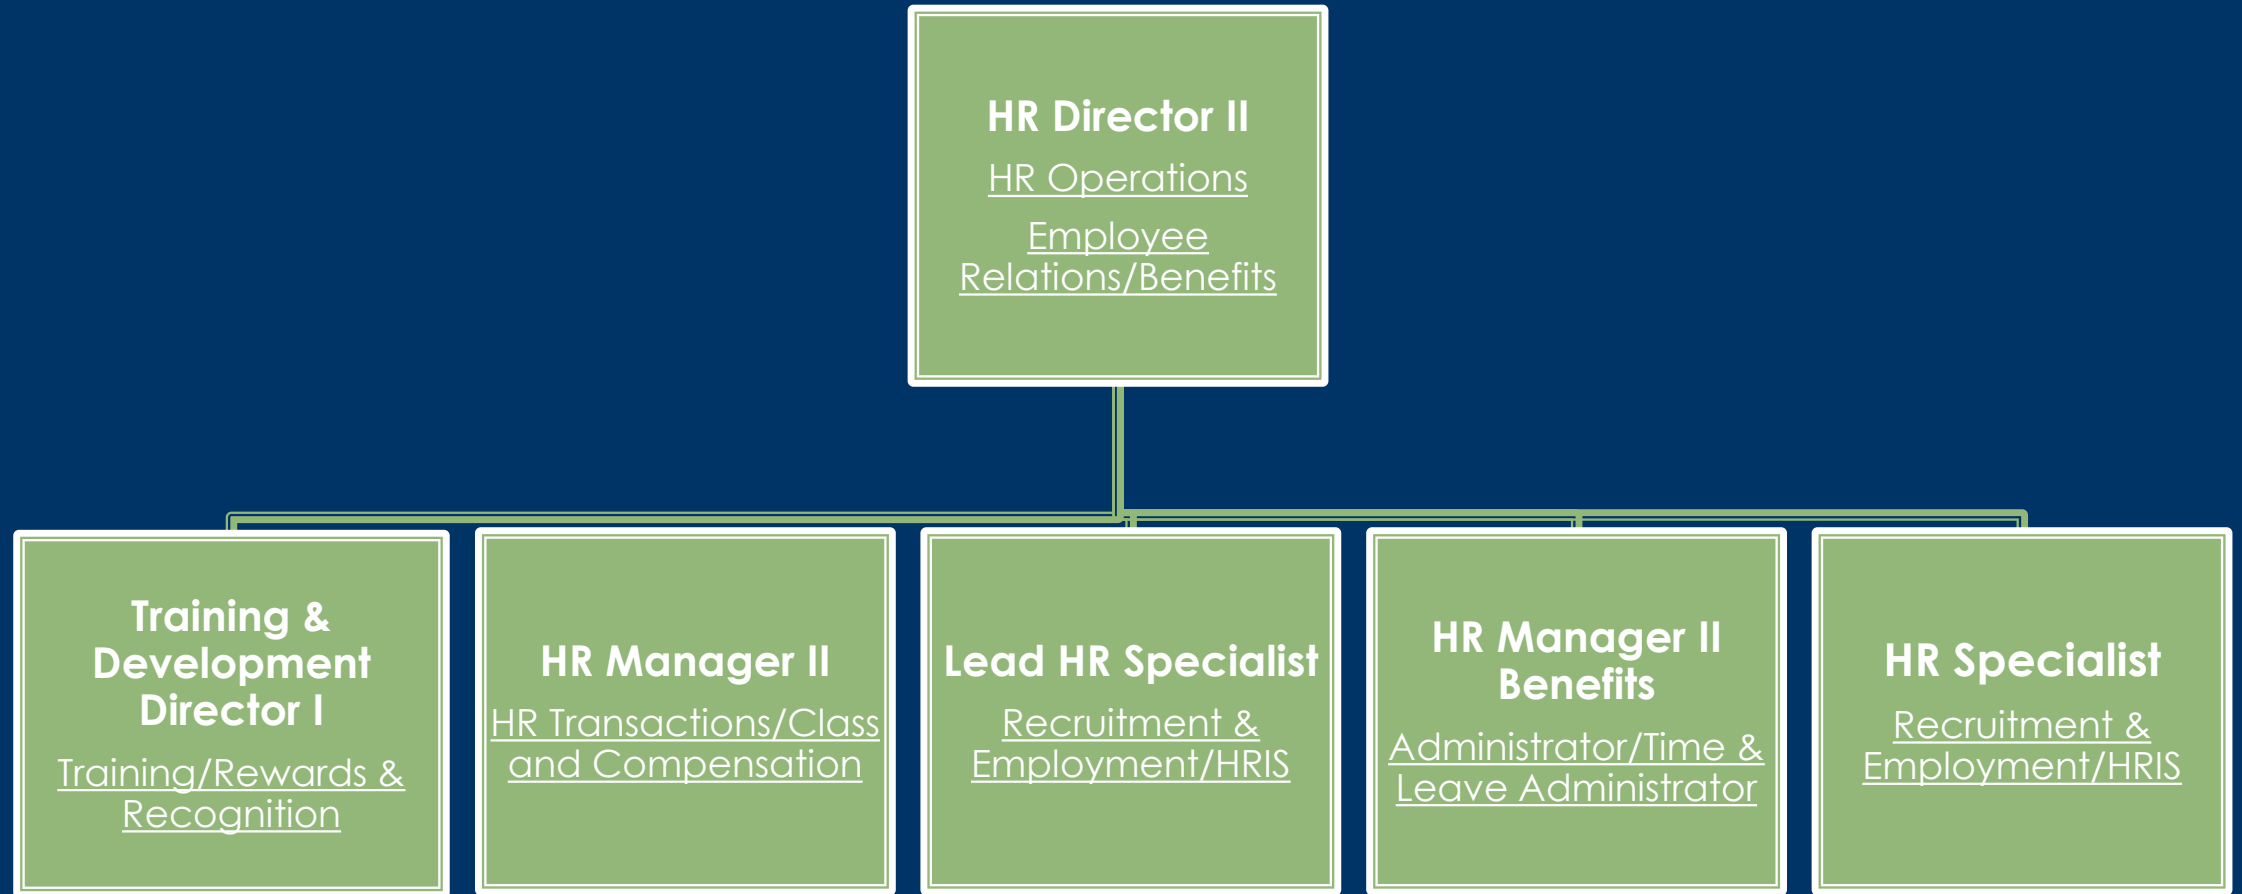 HR Director II
HR Operations
Employee
Relations/Benefits
Training &
Development
Director I
Training/Rewards &
Recognition
HR Manager II
HR Transactions/Class
and Compensation
Lead HR Specialist
Recruitment &
Employment/HRIS
HR Manager II
Benefits
Administrator/Time &
Leave Administrator
HR Specialist
Recruitment &
Employment/HRIS